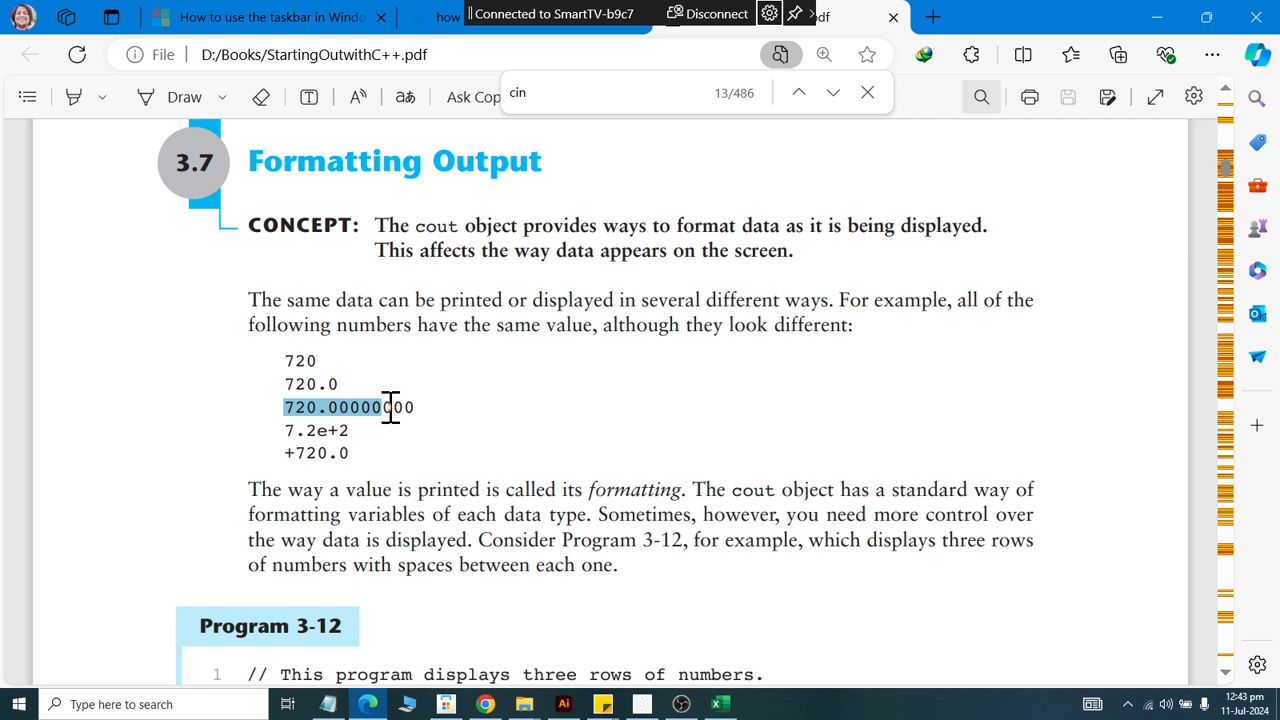 How to use the taskbar in Windo
how
Connected to SmartTV-b9c7
Disconnect
df
File
D:/Books/StartingOutwithC++.pdf
Draw
aあ
Ask Cop
cin
13/486
3.7
Formatting Output
CONCEPT: The cout object provides ways to format data as it is being displayed.
This affects the way data appears on the screen.
The same data can be printed or displayed in several different ways. For example, all of the
following numbers have the same value, although they look different:
720
720.0
720.00000000
7.2e+2
+720.0
The way a value is printed is called its formatting. The cout object has a standard way of
formatting variables of each data type. Sometimes, however, you need more control over
the way data is displayed. Consider Program 3-12, for example, which displays three rows
of numbers with spaces between each one.
Program 3-12
1 // This program displays three rows of numbers.
Type here to search
Ai
12:43 pm
11-Jul-2024